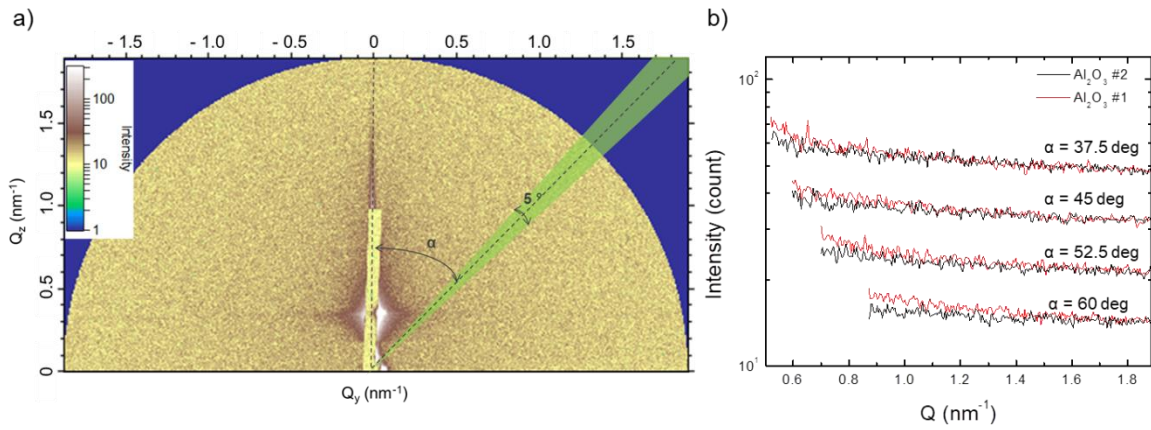 a)
- 1.5 - 1.0 - 0.5 0 0.5 1.0 1.5
Q_z (nm⁻¹)
1.5
1.0
0.5
0
100
10
1
Intensity
5 °
α
Q_y (nm⁻¹)
b)
10²
10¹
Intensity (count)
Al₂O₃ #2
Al₂O₃ #1
α = 37.5 deg
α = 45 deg
α = 52.5 deg
α = 60 deg
0.6 0.8 1.0 1.2 1.4 1.6 1.8
Q (nm⁻¹)